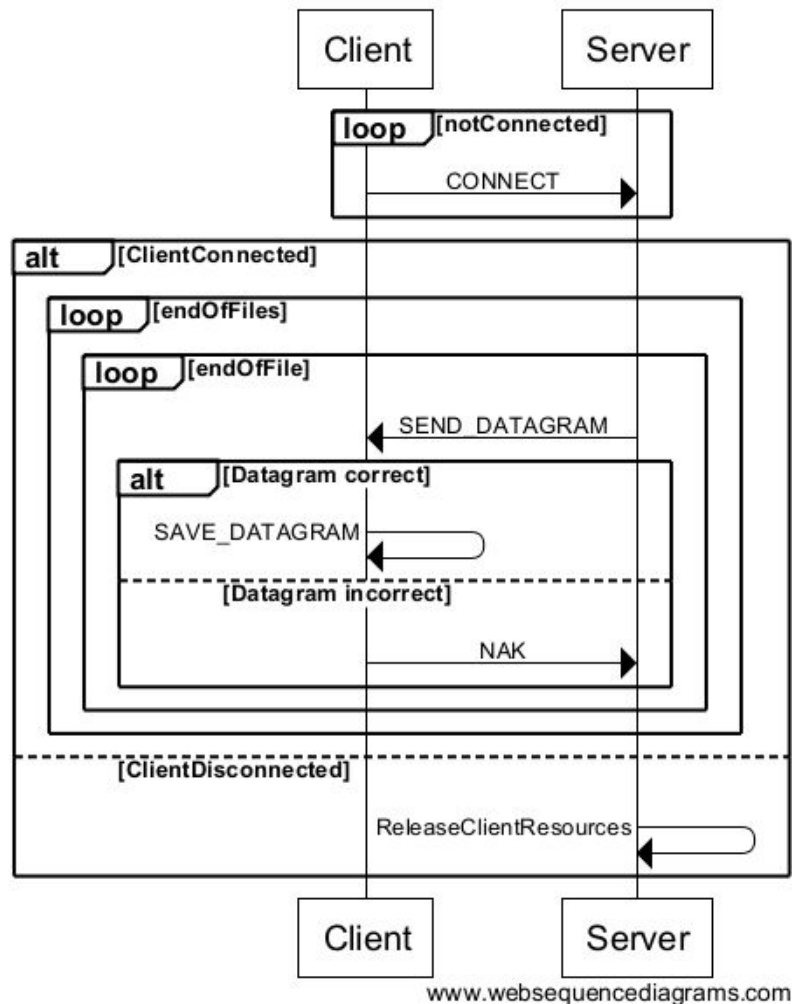 Client Server
loop [notConnected]
CONNECT
alt [ClientConnected]
loop [endOfFiles]
loop [endOfFile]
SEND_DATAGRAM
alt [Datagram correct]
SAVE_DATAGRAM
[Datagram incorrect]
NAK
[ClientDisconnected]
ReleaseClientResources
Client Server
www.websequencediagrams.com